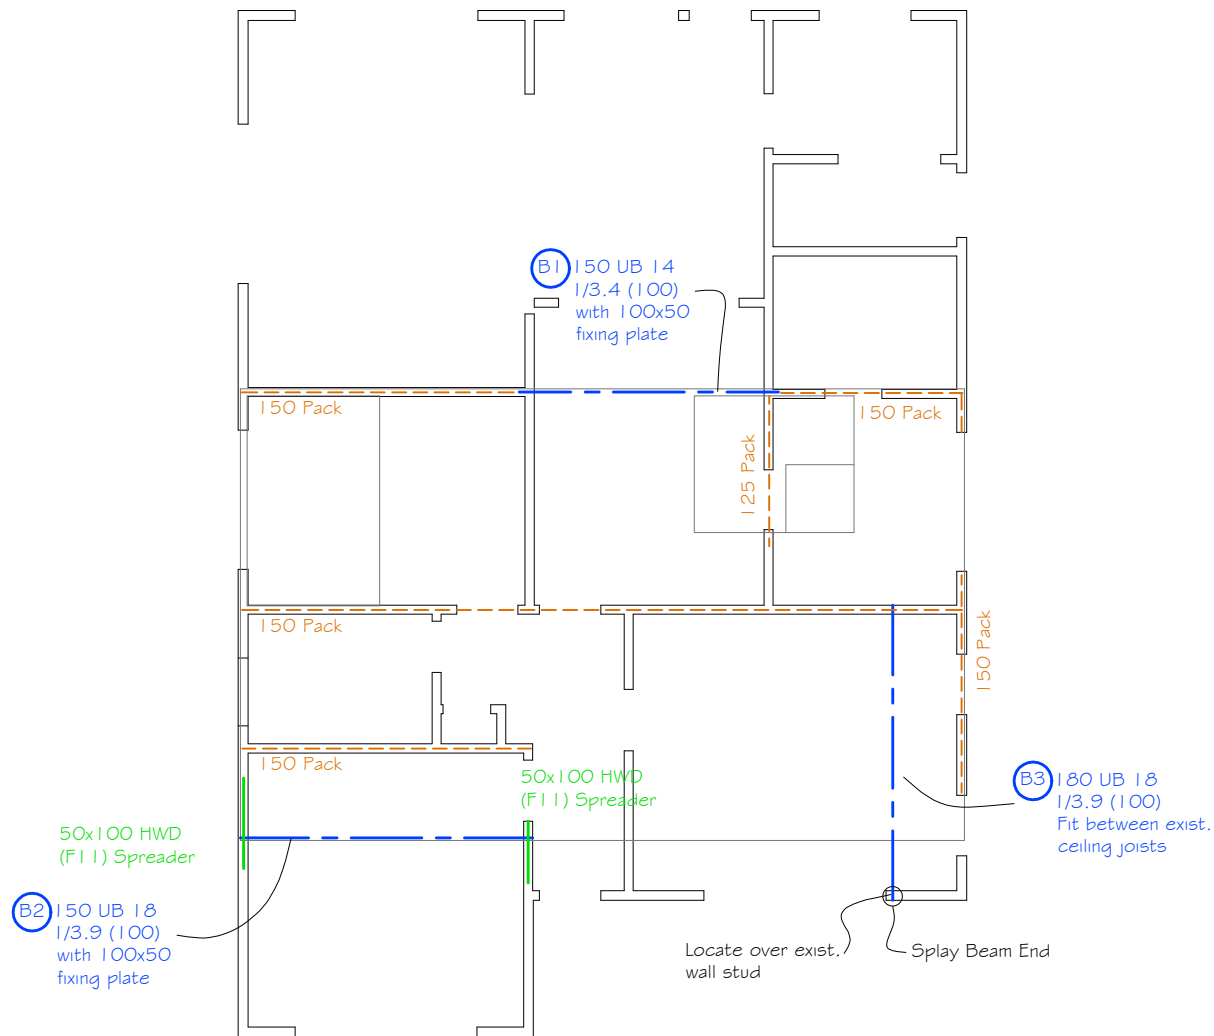 B1
150 UB 14
1/3.4 (100)
with 100x50
fixing plate
150 Pack
150 Pack
125 Pack
150 Pack
150 Pack
150 Pack
50x100 HWD
(F11) Spreader
50x100 HWD
(F11) Spreader
B3
180 UB 18
1/3.9 (100)
Fit between exist.
ceiling joists
B2
150 UB 18
1/3.9 (100)
with 100x50
fixing plate
Locate over exist.
wall stud
Splay Beam End